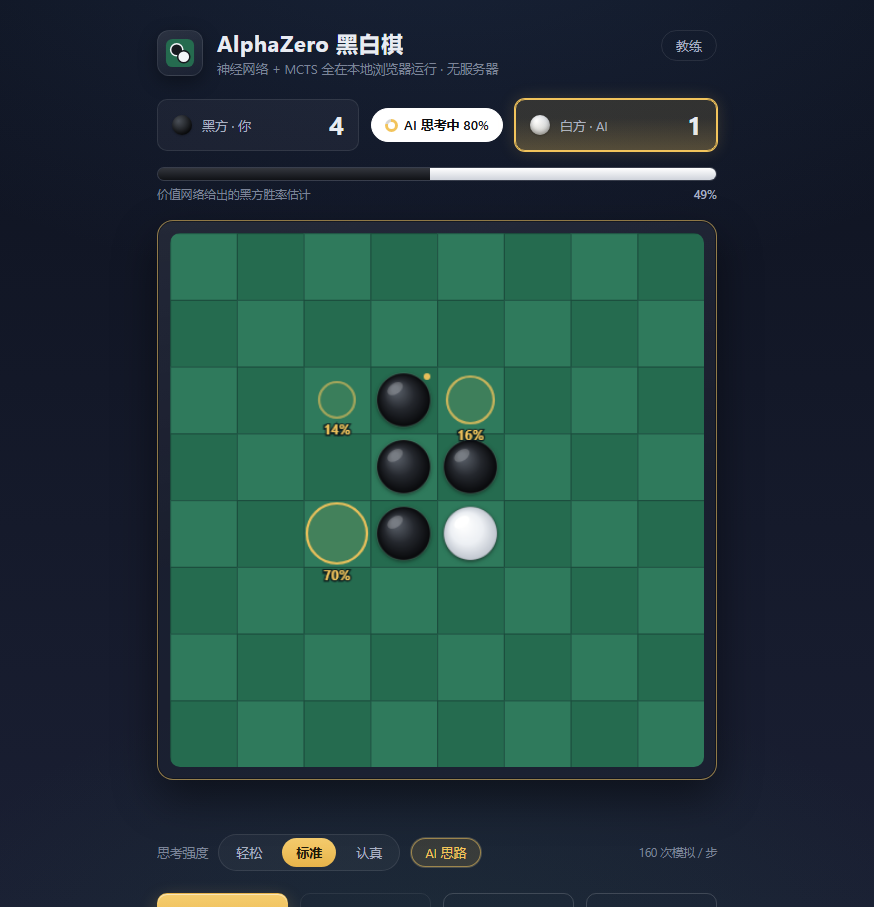 AlphaZero 黑白棋
神经网络 + MCTS 全在本地浏览器运行 · 无服务器
教练
黑方 · 你
4
AI 思考中 80%
白方 · AI
1
价值网络给出的黑方胜率估计
49%
14%
16%
70%
思考强度
轻松
标准
认真
AI 思路
160 次模拟 / 步